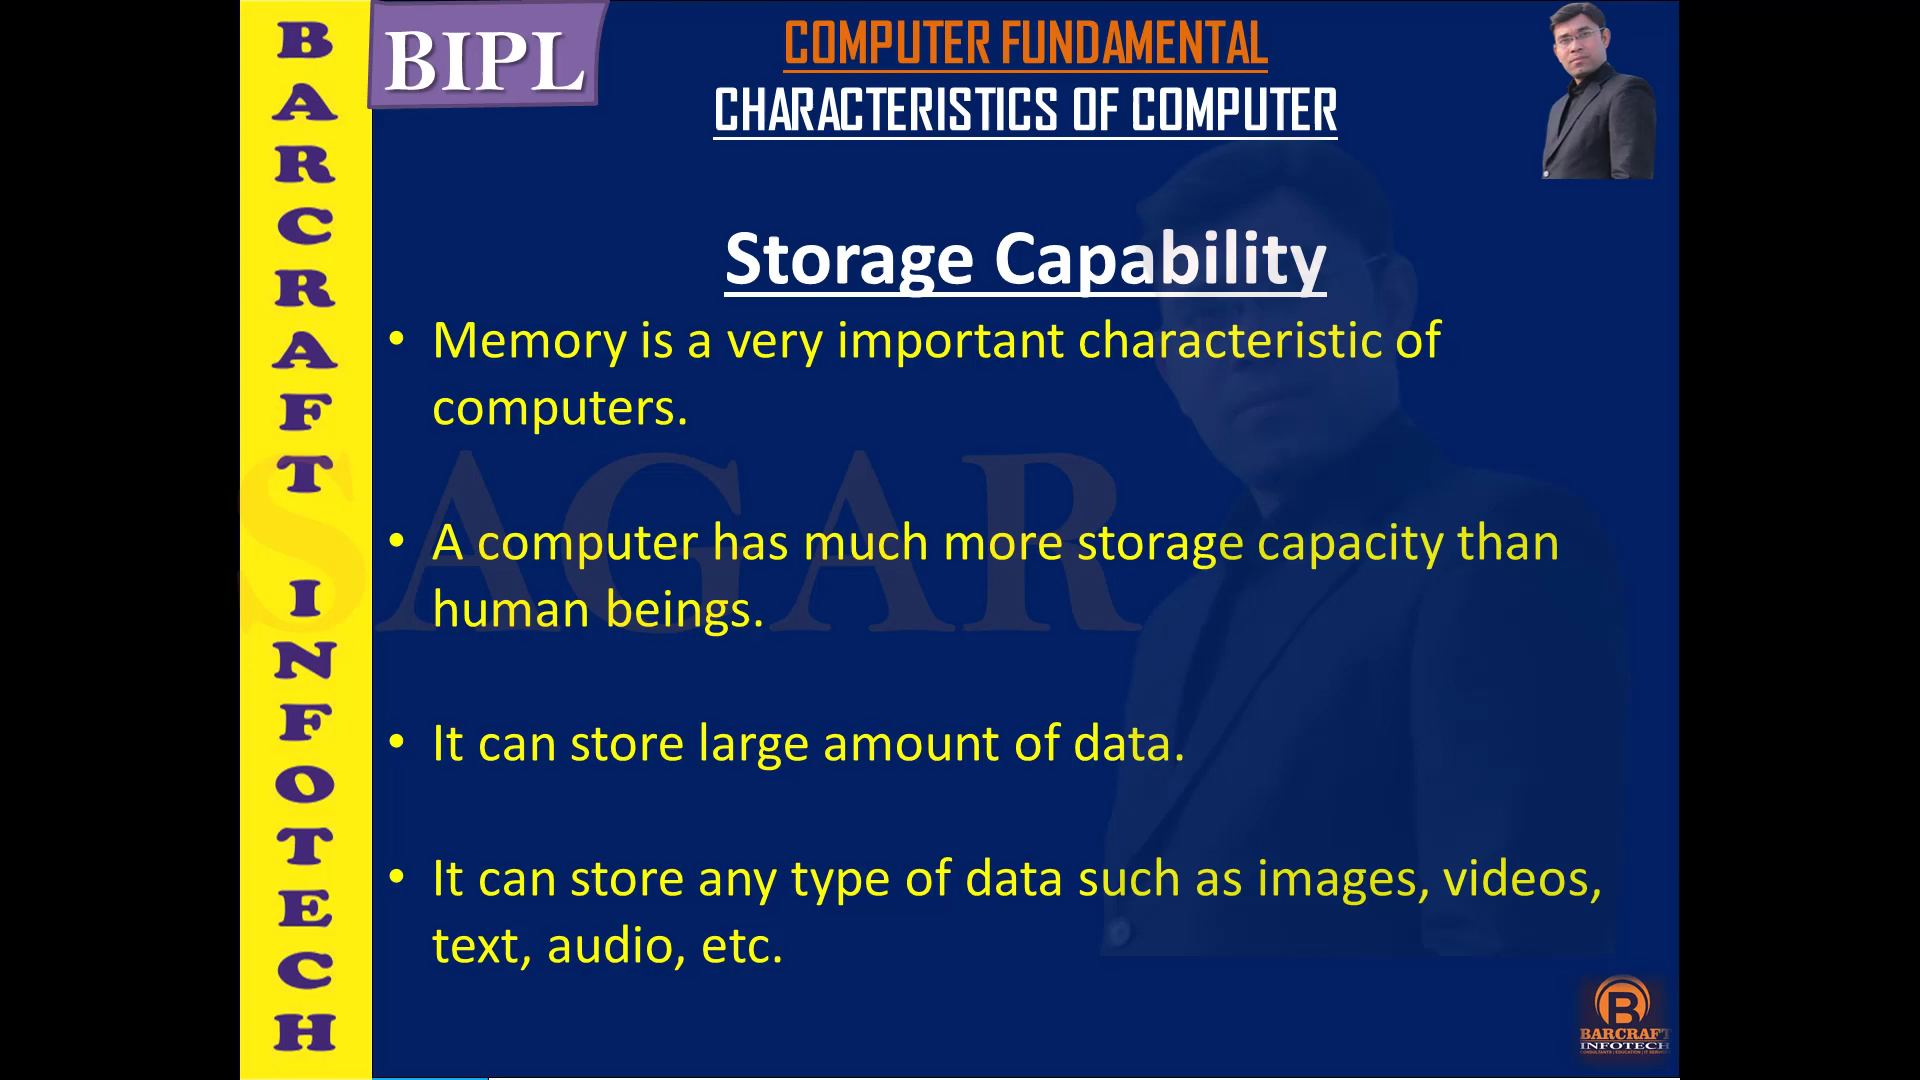 BARCRAFT INFOTECH
BIPL
COMPUTER FUNDAMENTAL
CHARACTERISTICS OF COMPUTER
Storage Capability
• Memory is a very important characteristic of
computers.
• A computer has much more storage capacity than
human beings.
• It can store large amount of data.
• It can store any type of data such as images, videos,
text, audio, etc.
SAGAR
B
BARCRAFT
INFOTECH